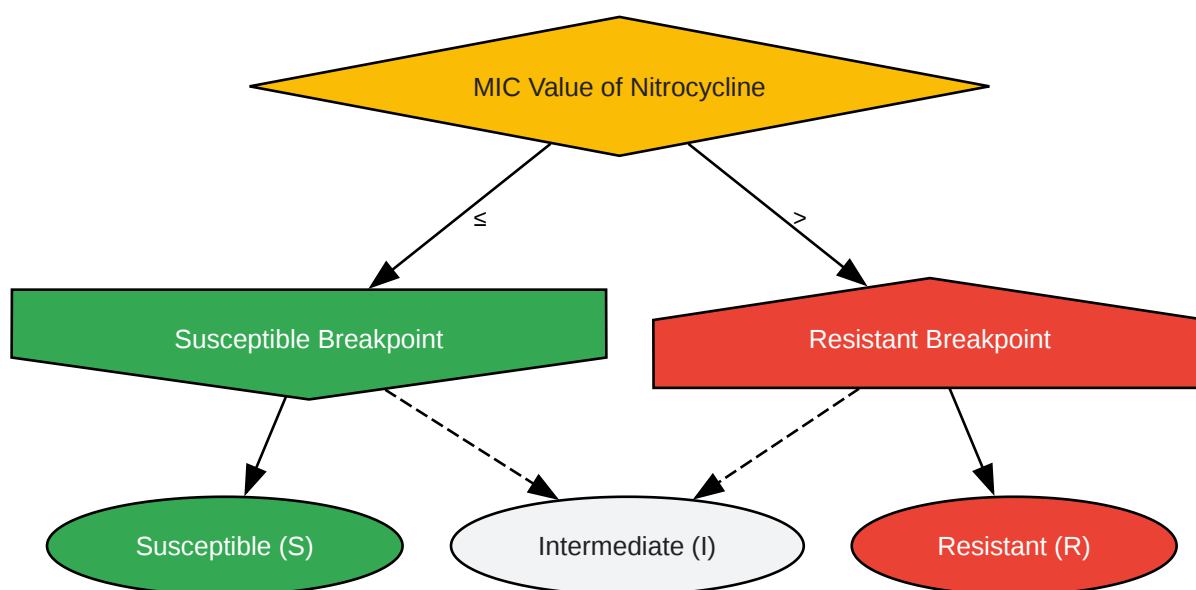 MIC Value of Nitrocycline
≤
>
Susceptible Breakpoint
Resistant Breakpoint
Susceptible (S)
Intermediate (I)
Resistant (R)